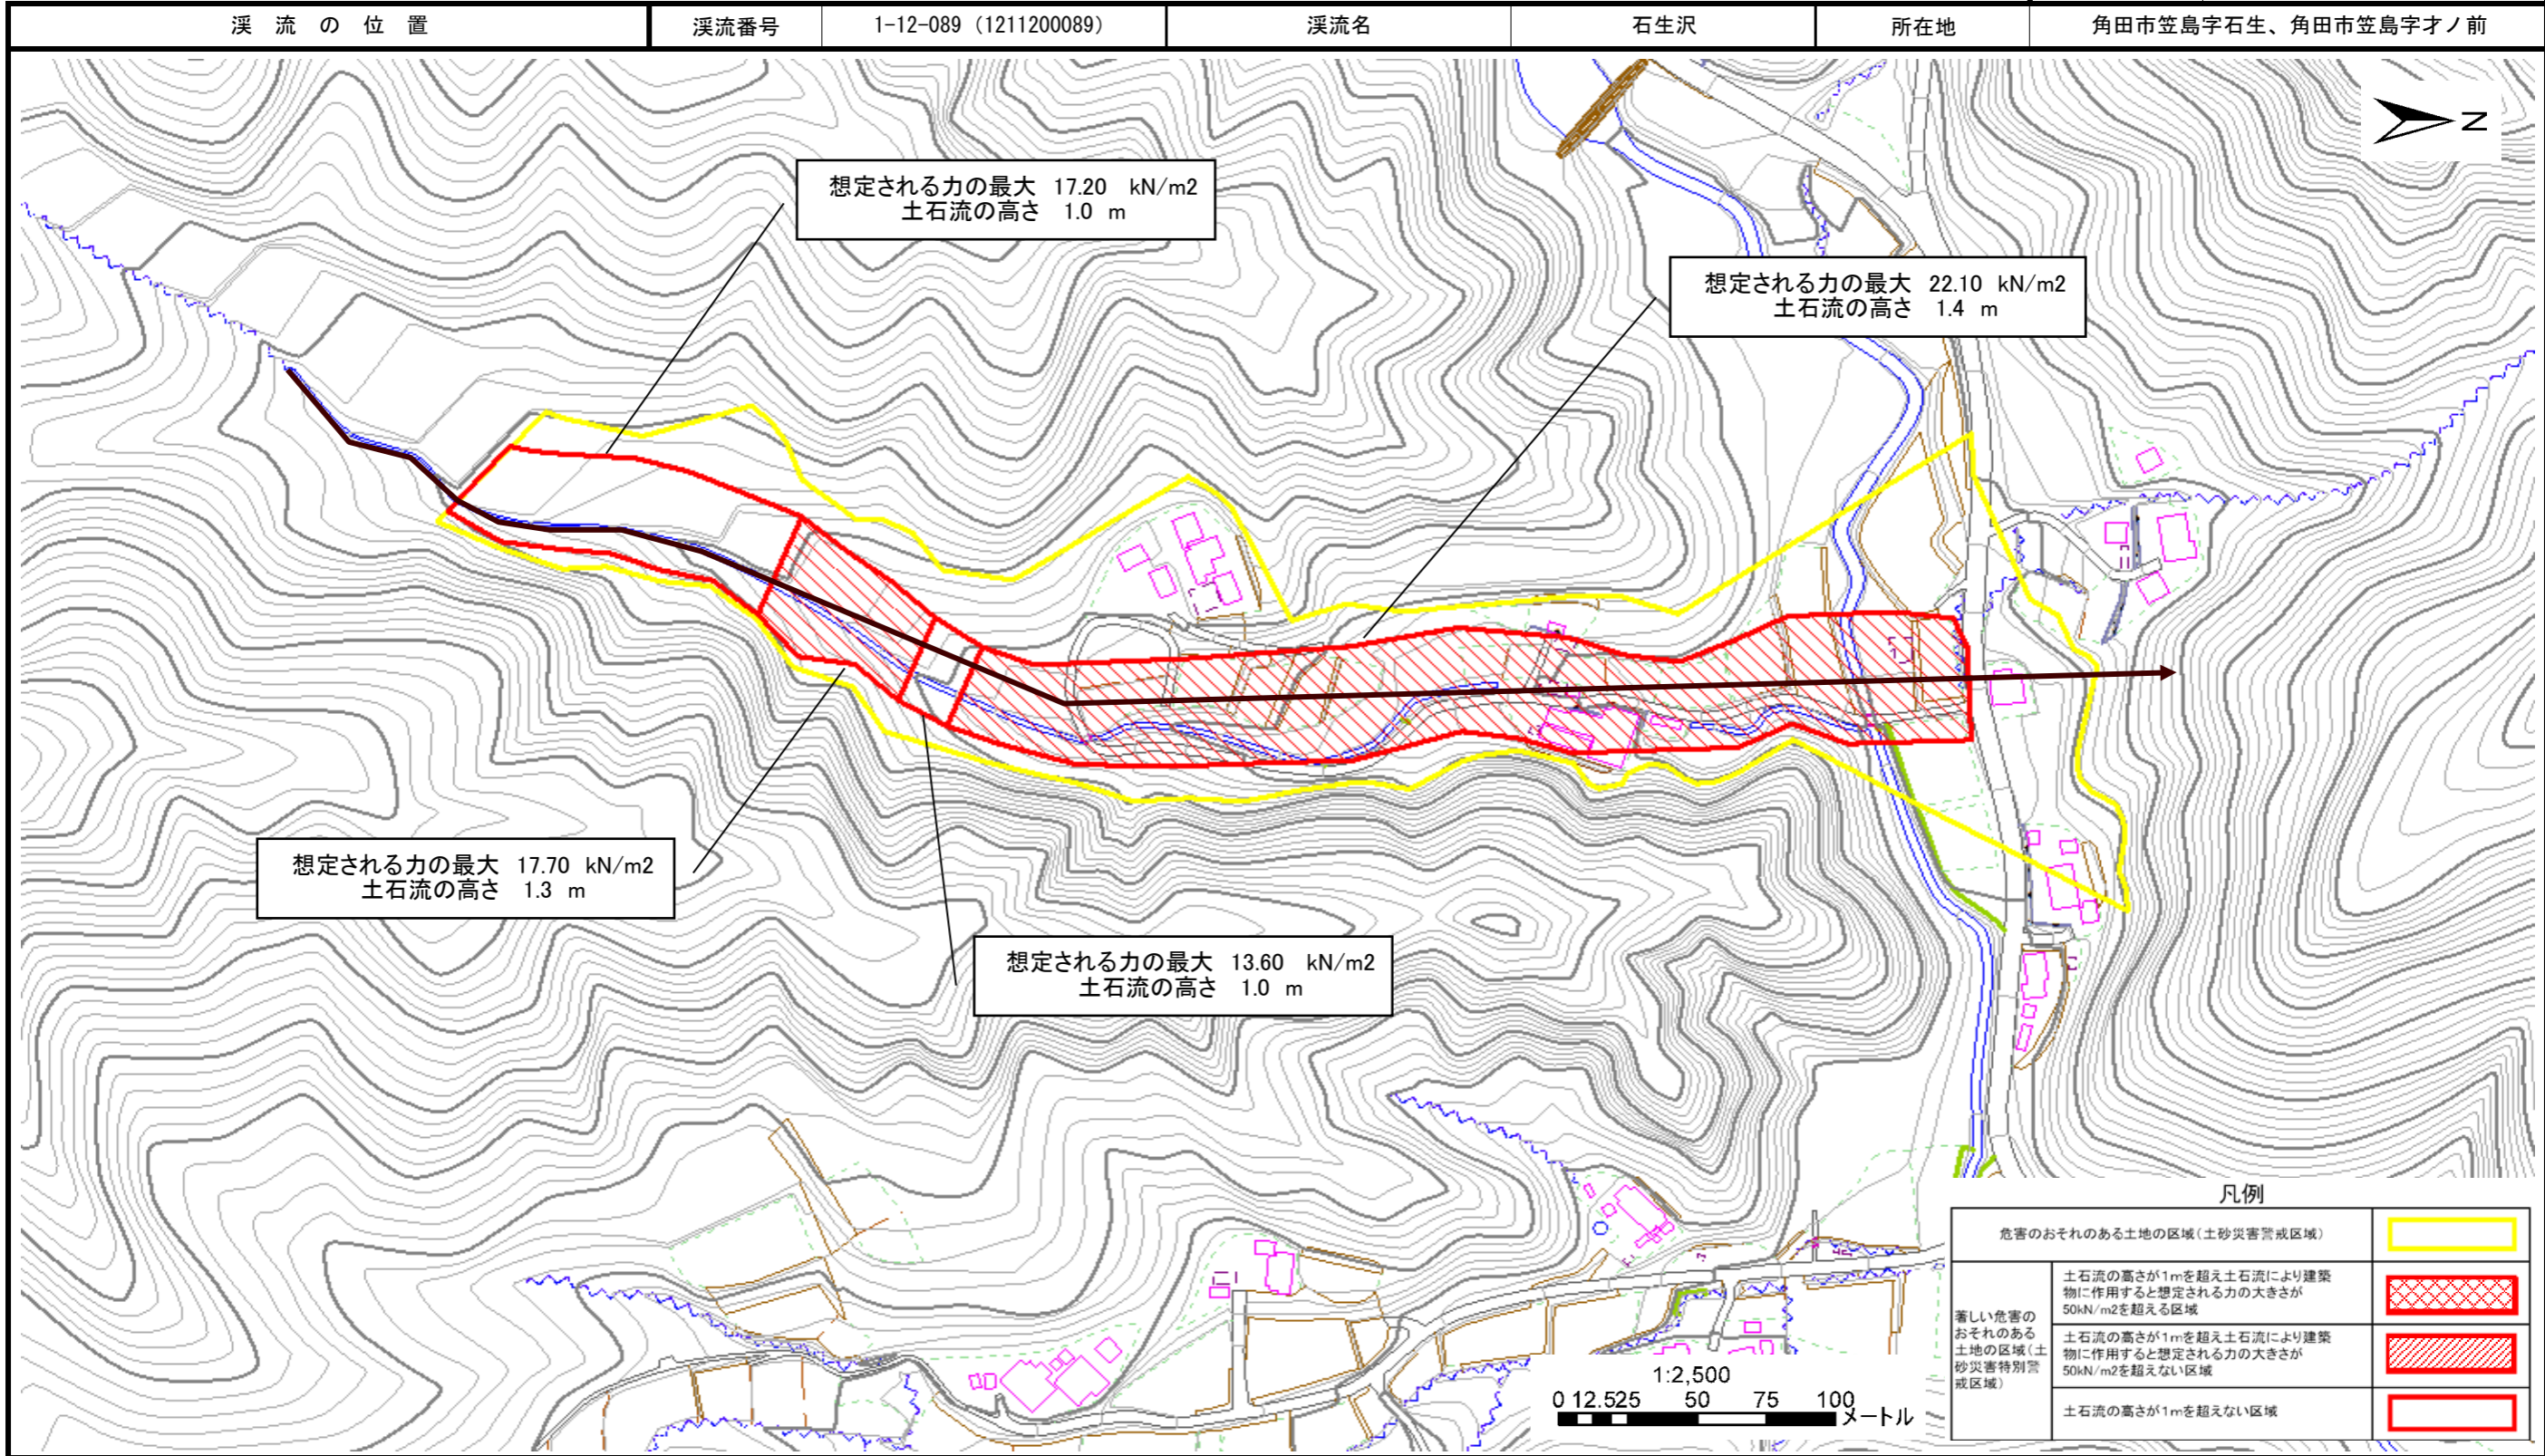 渓 流 の 位 置 渓流番号 1-12-089（1211200089） 渓流名 石生沢 所在地 角田市笠島字石生、角田市笠島字才ノ前
N
想定される力の最大 17.20 kN/m2
土石流の高さ 1.0 m
想定される力の最大 22.10 kN/m2
土石流の高さ 1.4 m
想定される力の最大 17.70 kN/m2
土石流の高さ 1.3 m
想定される力の最大 13.60 kN/m2
土石流の高さ 1.0 m
凡例
危害のおそれのある土地の区域（土砂災害警戒区域）
著しい危害の
おそれのある
土地の区域（土
砂災害特別警
戒区域）
土石流の高さが1mを超え土石流により建築
物に作用すると想定される力の大きさが
50kN/m2を超える区域
土石流の高さが1mを超え土石流により建築
物に作用すると想定される力の大きさが
50kN/m2を超えない区域
土石流の高さが1mを超えない区域
1:2,500
0 12.525 50 75 100
メートル